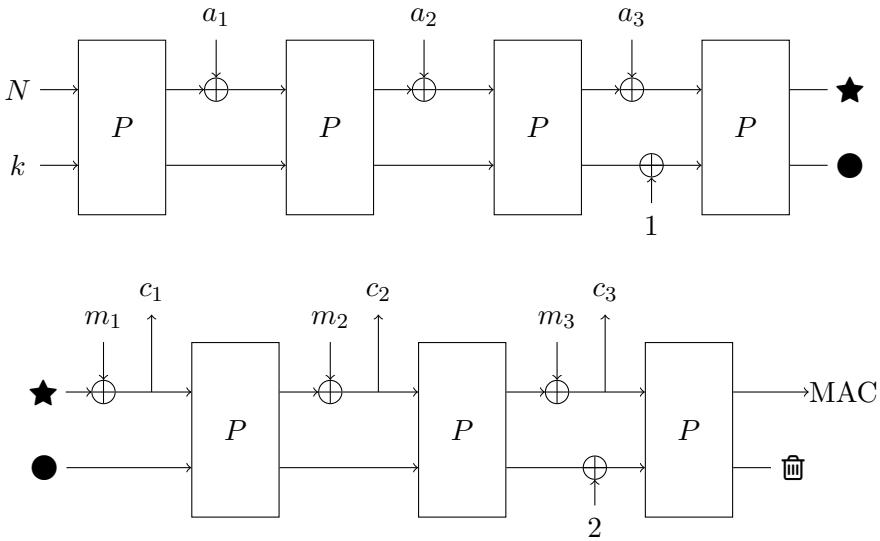 a₁ a₂ a₃
N
P P P P
k
1
c₁ c₂ c₃
m₁ m₂ m₃
MAC
P P P
2